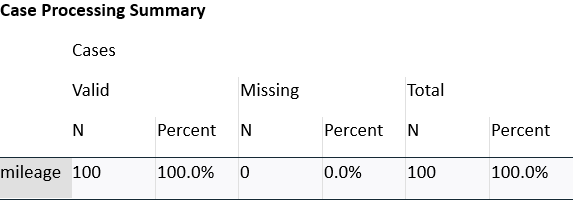 Case Processing Summary
Cases
Valid Missing Total
N Percent N Percent N Percent
mileage 100 100.0% 0 0.0% 100 100.0%